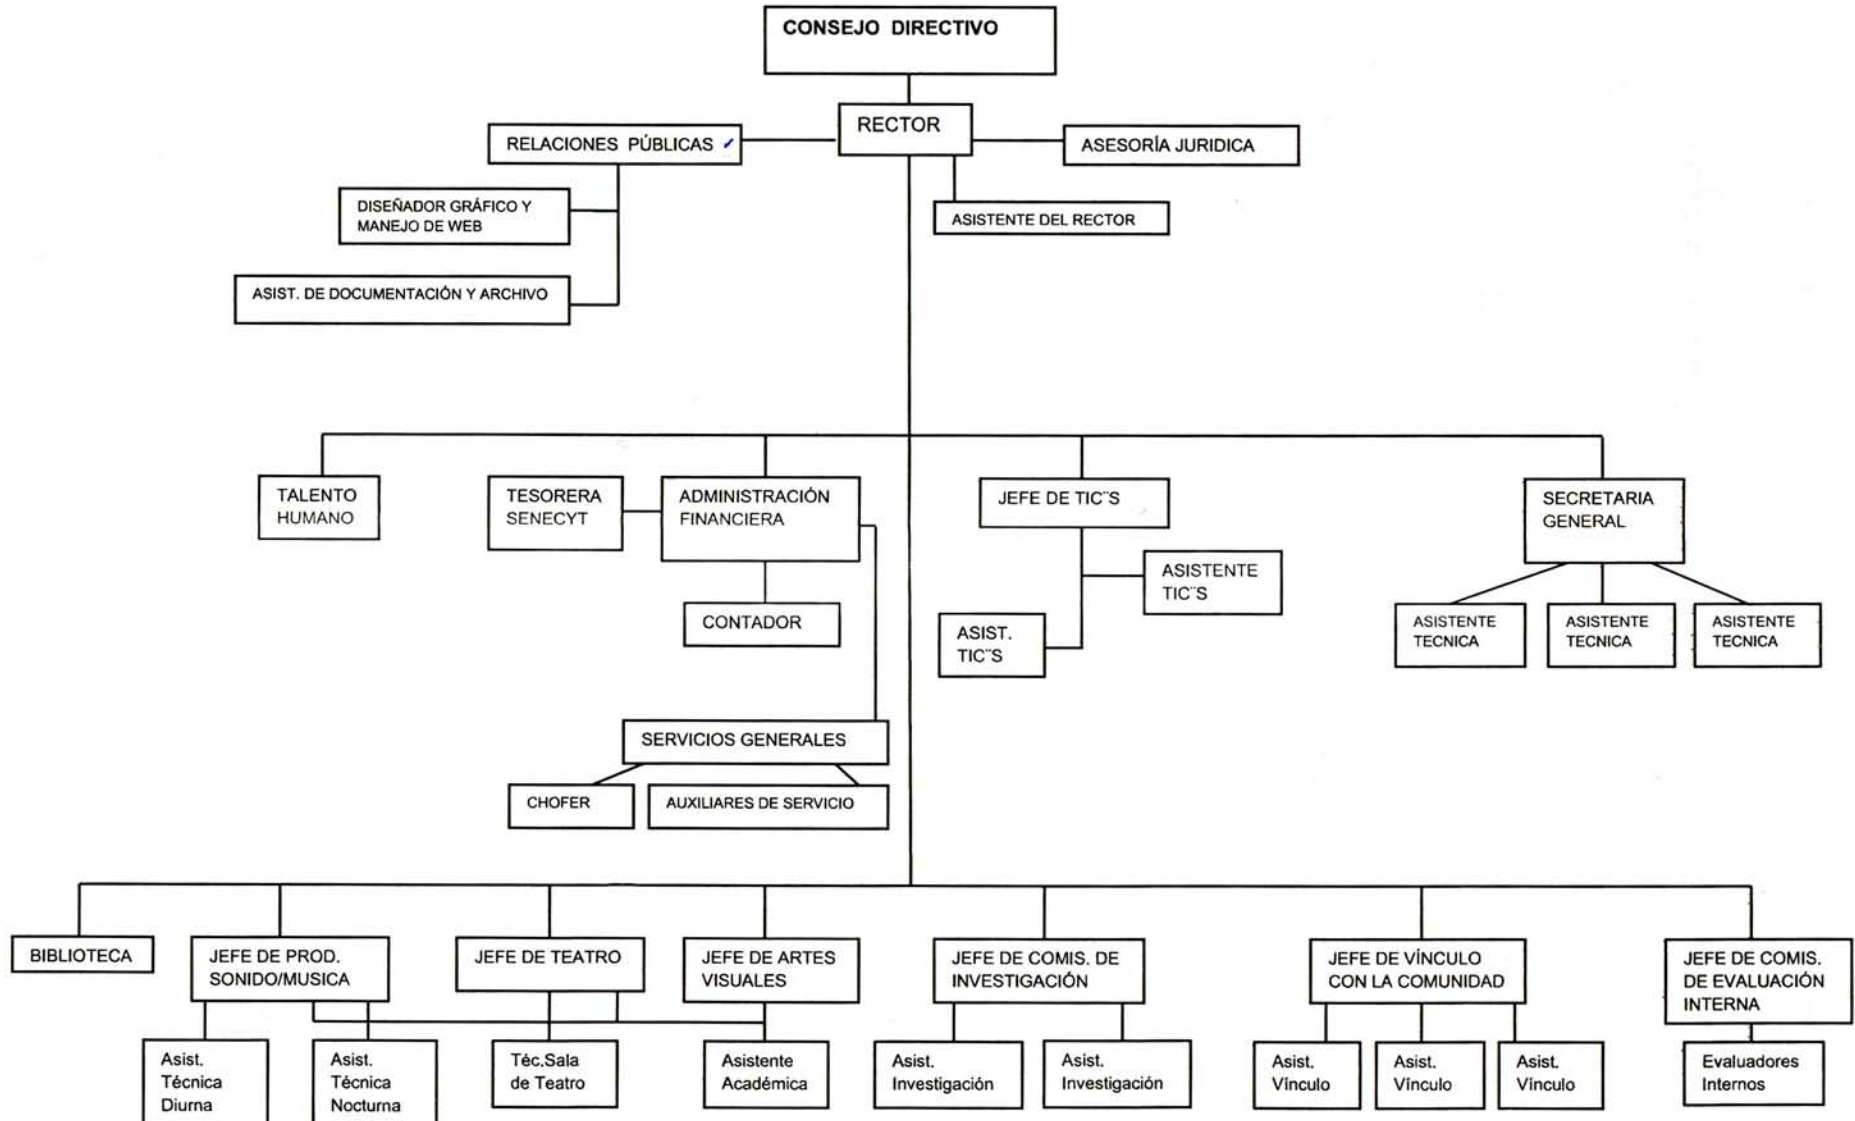 CONSEJO DIRECTIVO
RECTOR
RELACIONES PÚBLICAS
ASESORÍA JURIDICA
DISEÑADOR GRÁFICO Y
MANEJO DE WEB
ASISTENTE DEL RECTOR
ASIST. DE DOCUMENTACIÓN Y ARCHIVO
TALENTO
HUMANO
TESORERA
SENECYT
ADMINISTRACIÓN
FINANCIERA
JEFE DE TIC¨S
SECRETARIA
GENERAL
ASISTENTE
TIC¨S
CONTADOR
ASIST.
TIC¨S
ASISTENTE
TECNICA
ASISTENTE
TECNICA
ASISTENTE
TECNICA
SERVICIOS GENERALES
CHOFER
AUXILIARES DE SERVICIO
BIBLIOTECA
JEFE DE PROD.
SONIDO/MUSICA
JEFE DE TEATRO
JEFE DE ARTES
VISUALES
JEFE DE COMIS. DE
INVESTIGACIÓN
JEFE DE VÍNCULO
CON LA COMUNIDAD
JEFE DE COMIS.
DE EVALUACIÓN
INTERNA
Asist.
Técnica
Diurna
Asist.
Técnica
Nocturna
Téc.Sala
de Teatro
Asistente
Académica
Asist.
Investigación
Asist.
Investigación
Asist.
Vínculo
Asist.
Vínculo
Asist.
Vínculo
Evaluadores
Internos